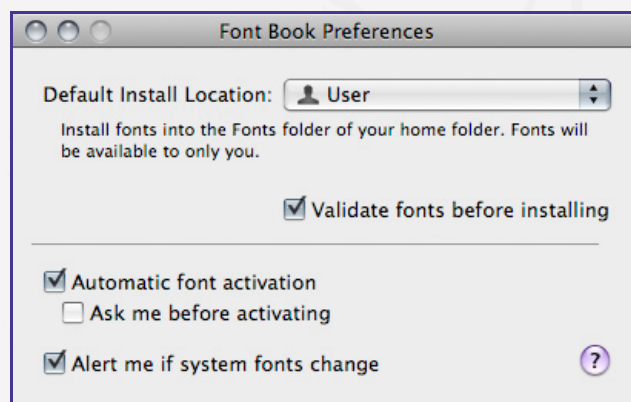 Font Book Preferences
Default Install Location: User
Install fonts into the Fonts folder of your home folder. Fonts will
be available to only you.
Validate fonts before installing
Automatic font activation
Ask me before activating
Alert me if system fonts change
?